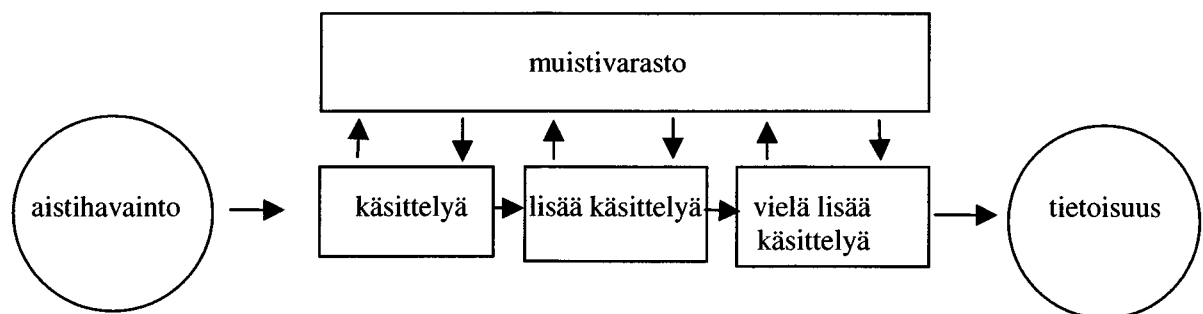 muistivarasto
aistihavainto
käsittelyä
lisää käsittelyä
vielä lisää
käsittelyä
tietoisuus